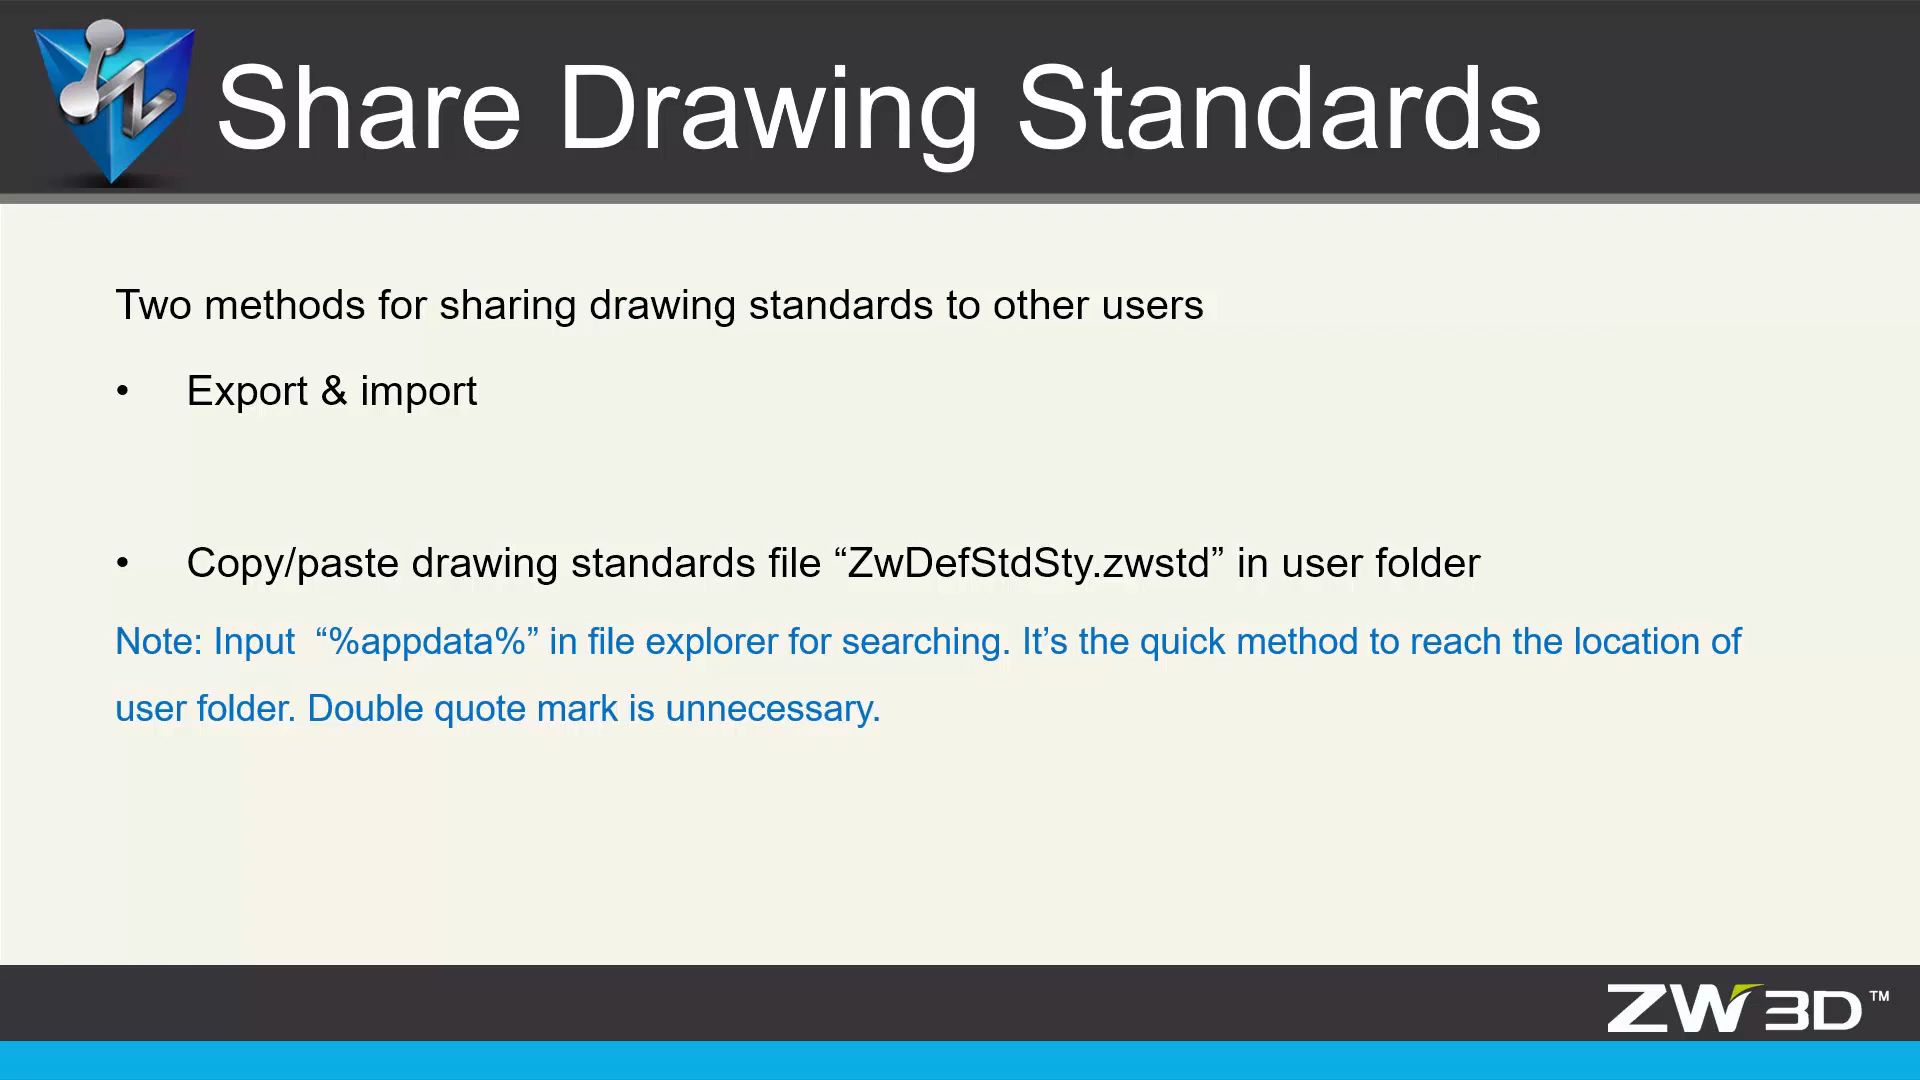 Share Drawing Standards
Two methods for sharing drawing standards to other users
• Export & import
• Copy/paste drawing standards file “ZwDefStdSty.zwstd” in user folder
Note: Input  “%appdata%” in file explorer for searching. It’s the quick method to reach the location of
user folder. Double quote mark is unnecessary.
ZW3D™